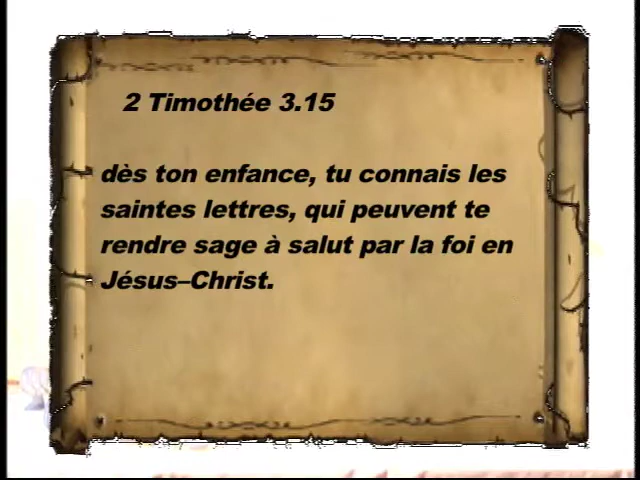 2 Timothée 3.15
dès ton enfance, tu connais les
saintes lettres, qui peuvent te
rendre sage à salut par la foi en
Jésus–Christ.